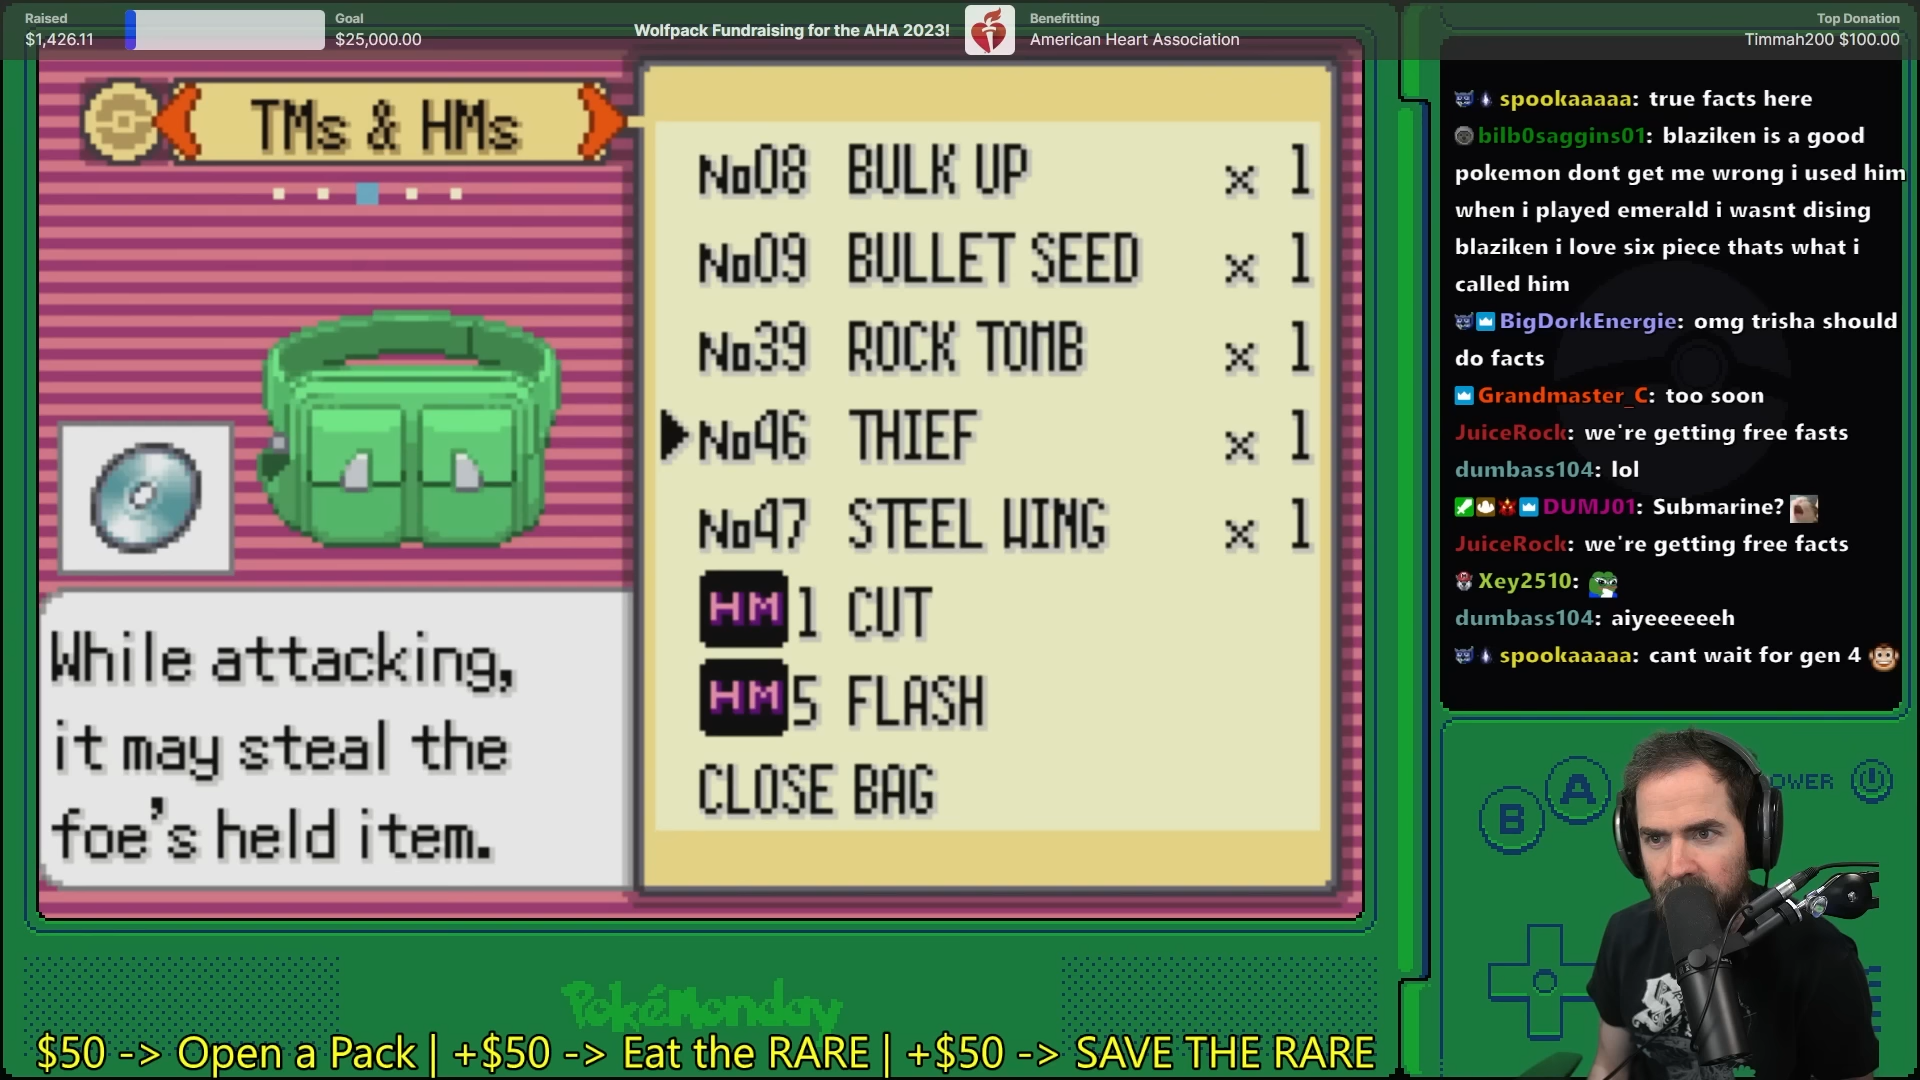 Raised
$1,426.11
Goal
$25,000.00
Wolfpack Fundraising for the AHA 2023!
Benefitting
American Heart Association
Top Donation
Timmah200 $100.00
TMs & HMs
No08 BULK UP x 1
No09 BULLET SEED x 1
No39 ROCK TOMB x 1
No46 THIEF x 1
No47 STEEL WING x 1
HM 1 CUT
HM 5 FLASH
CLOSE BAG
While attacking,
it may steal the
foe's held item.
spookaaaaa: true facts here
bilb0saggins01: blaziken is a good
pokemon dont get me wrong i used him
when i played emerald i wasnt dising
blaziken i love six piece thats what i
called him
BigDorkEnergie: omg trisha should
do facts
Grandmaster_C: too soon
JuiceRock: we're getting free fasts
dumbass104: lol
DUMJ01: Submarine?
JuiceRock: we're getting free facts
Xey2510:
dumbass104: aiyeeeeeeh
spookaaaaa: cant wait for gen 4
B
A
OWER
PokéMonday
$50 -> Open a Pack | +$50 -> Eat the RARE | +$50 -> SAVE THE RARE